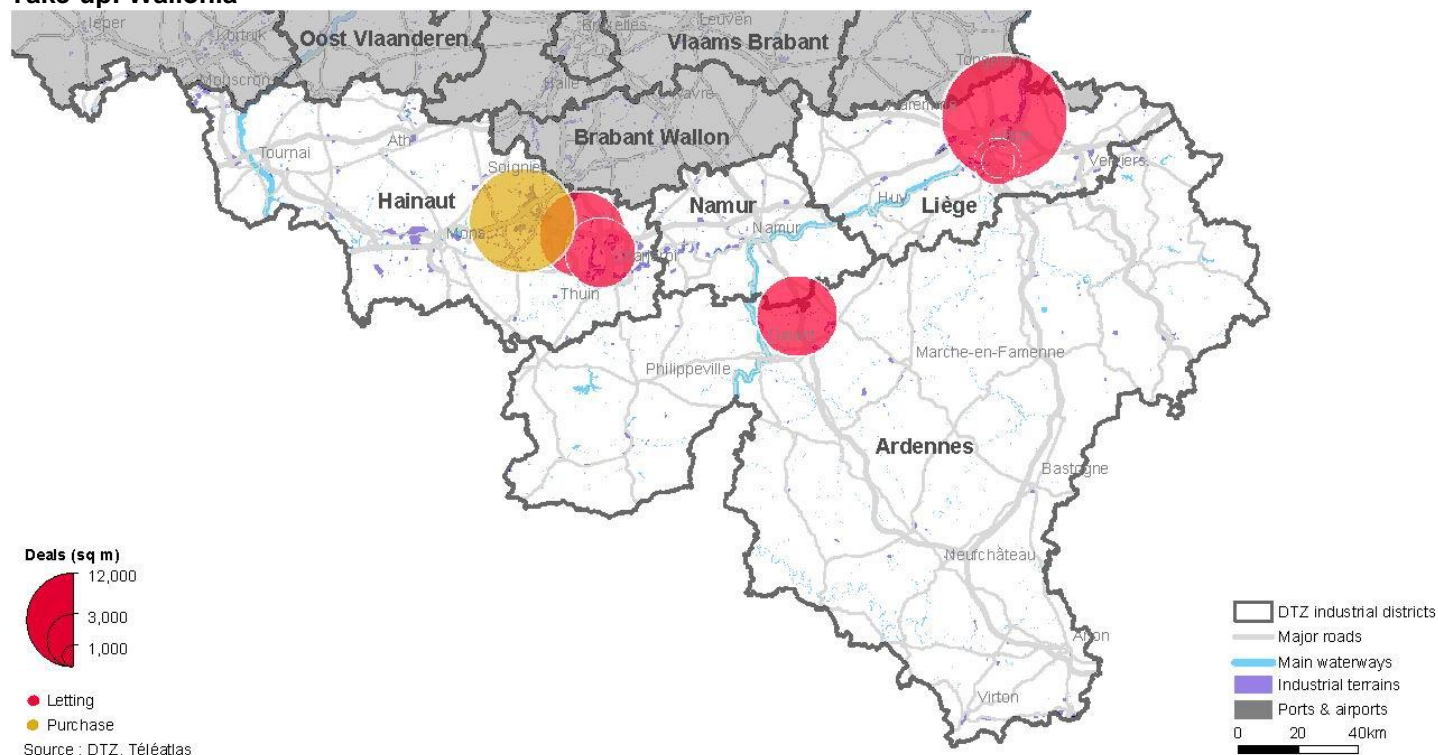 Take-up: Wallonia
Ieper
Kortrijk
Oost Vlaanderen
Bruxelles
Leuven
Vlaams Brabant
Mouscron
Halle
Wavre
Waremme
Ath
Brabant Wallon
Tournai
Soignies
Verviers
Hainaut
Namur
Huy
Liège
Mons
Namur
Thuin
Philippeville
Marche-en-Famenne
Ardennes
Bastogne
Neufchâteau
Arlon
Virton
Deals (sq m)
12,000
3,000
1,000
Letting
Purchase
Source : DTZ, Téléatlas
DTZ industrial districts
Major roads
Main waterways
Industrial terrains
Ports & airports
0 20 40km